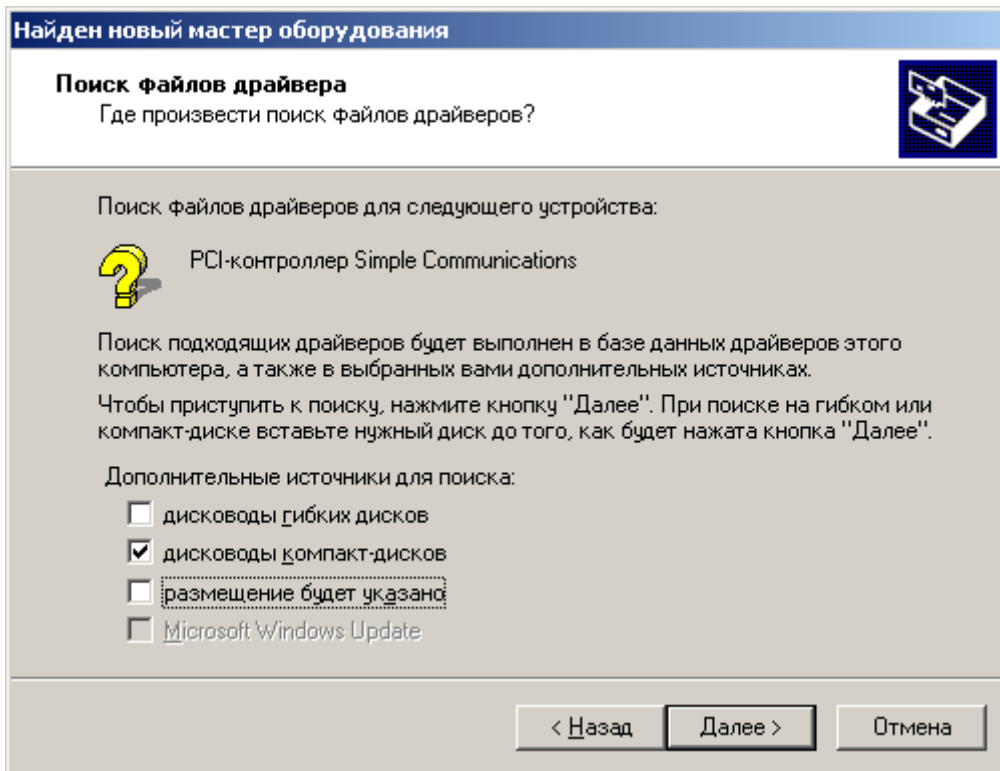 Найден новый мастер оборудования
Поиск файлов драйвера
Где произвести поиск файлов драйверов?
Поиск файлов драйверов для следующего устройства:
PCI-контроллер Simple Communications
Поиск подходящих драйверов будет выполнен в базе данных драйверов этого
компьютера, а также в выбранных вами дополнительных источниках.
Чтобы приступить к поиску, нажмите кнопку "Далее". При поиске на гибком или
компакт-диске вставьте нужный диск до того, как будет нажата кнопка "Далее".
Дополнительные источники для поиска:
дисководы гибких дисков
дисководы компакт-дисков
размещение будет указано
Microsoft Windows Update
< Назад Далее > Отмена